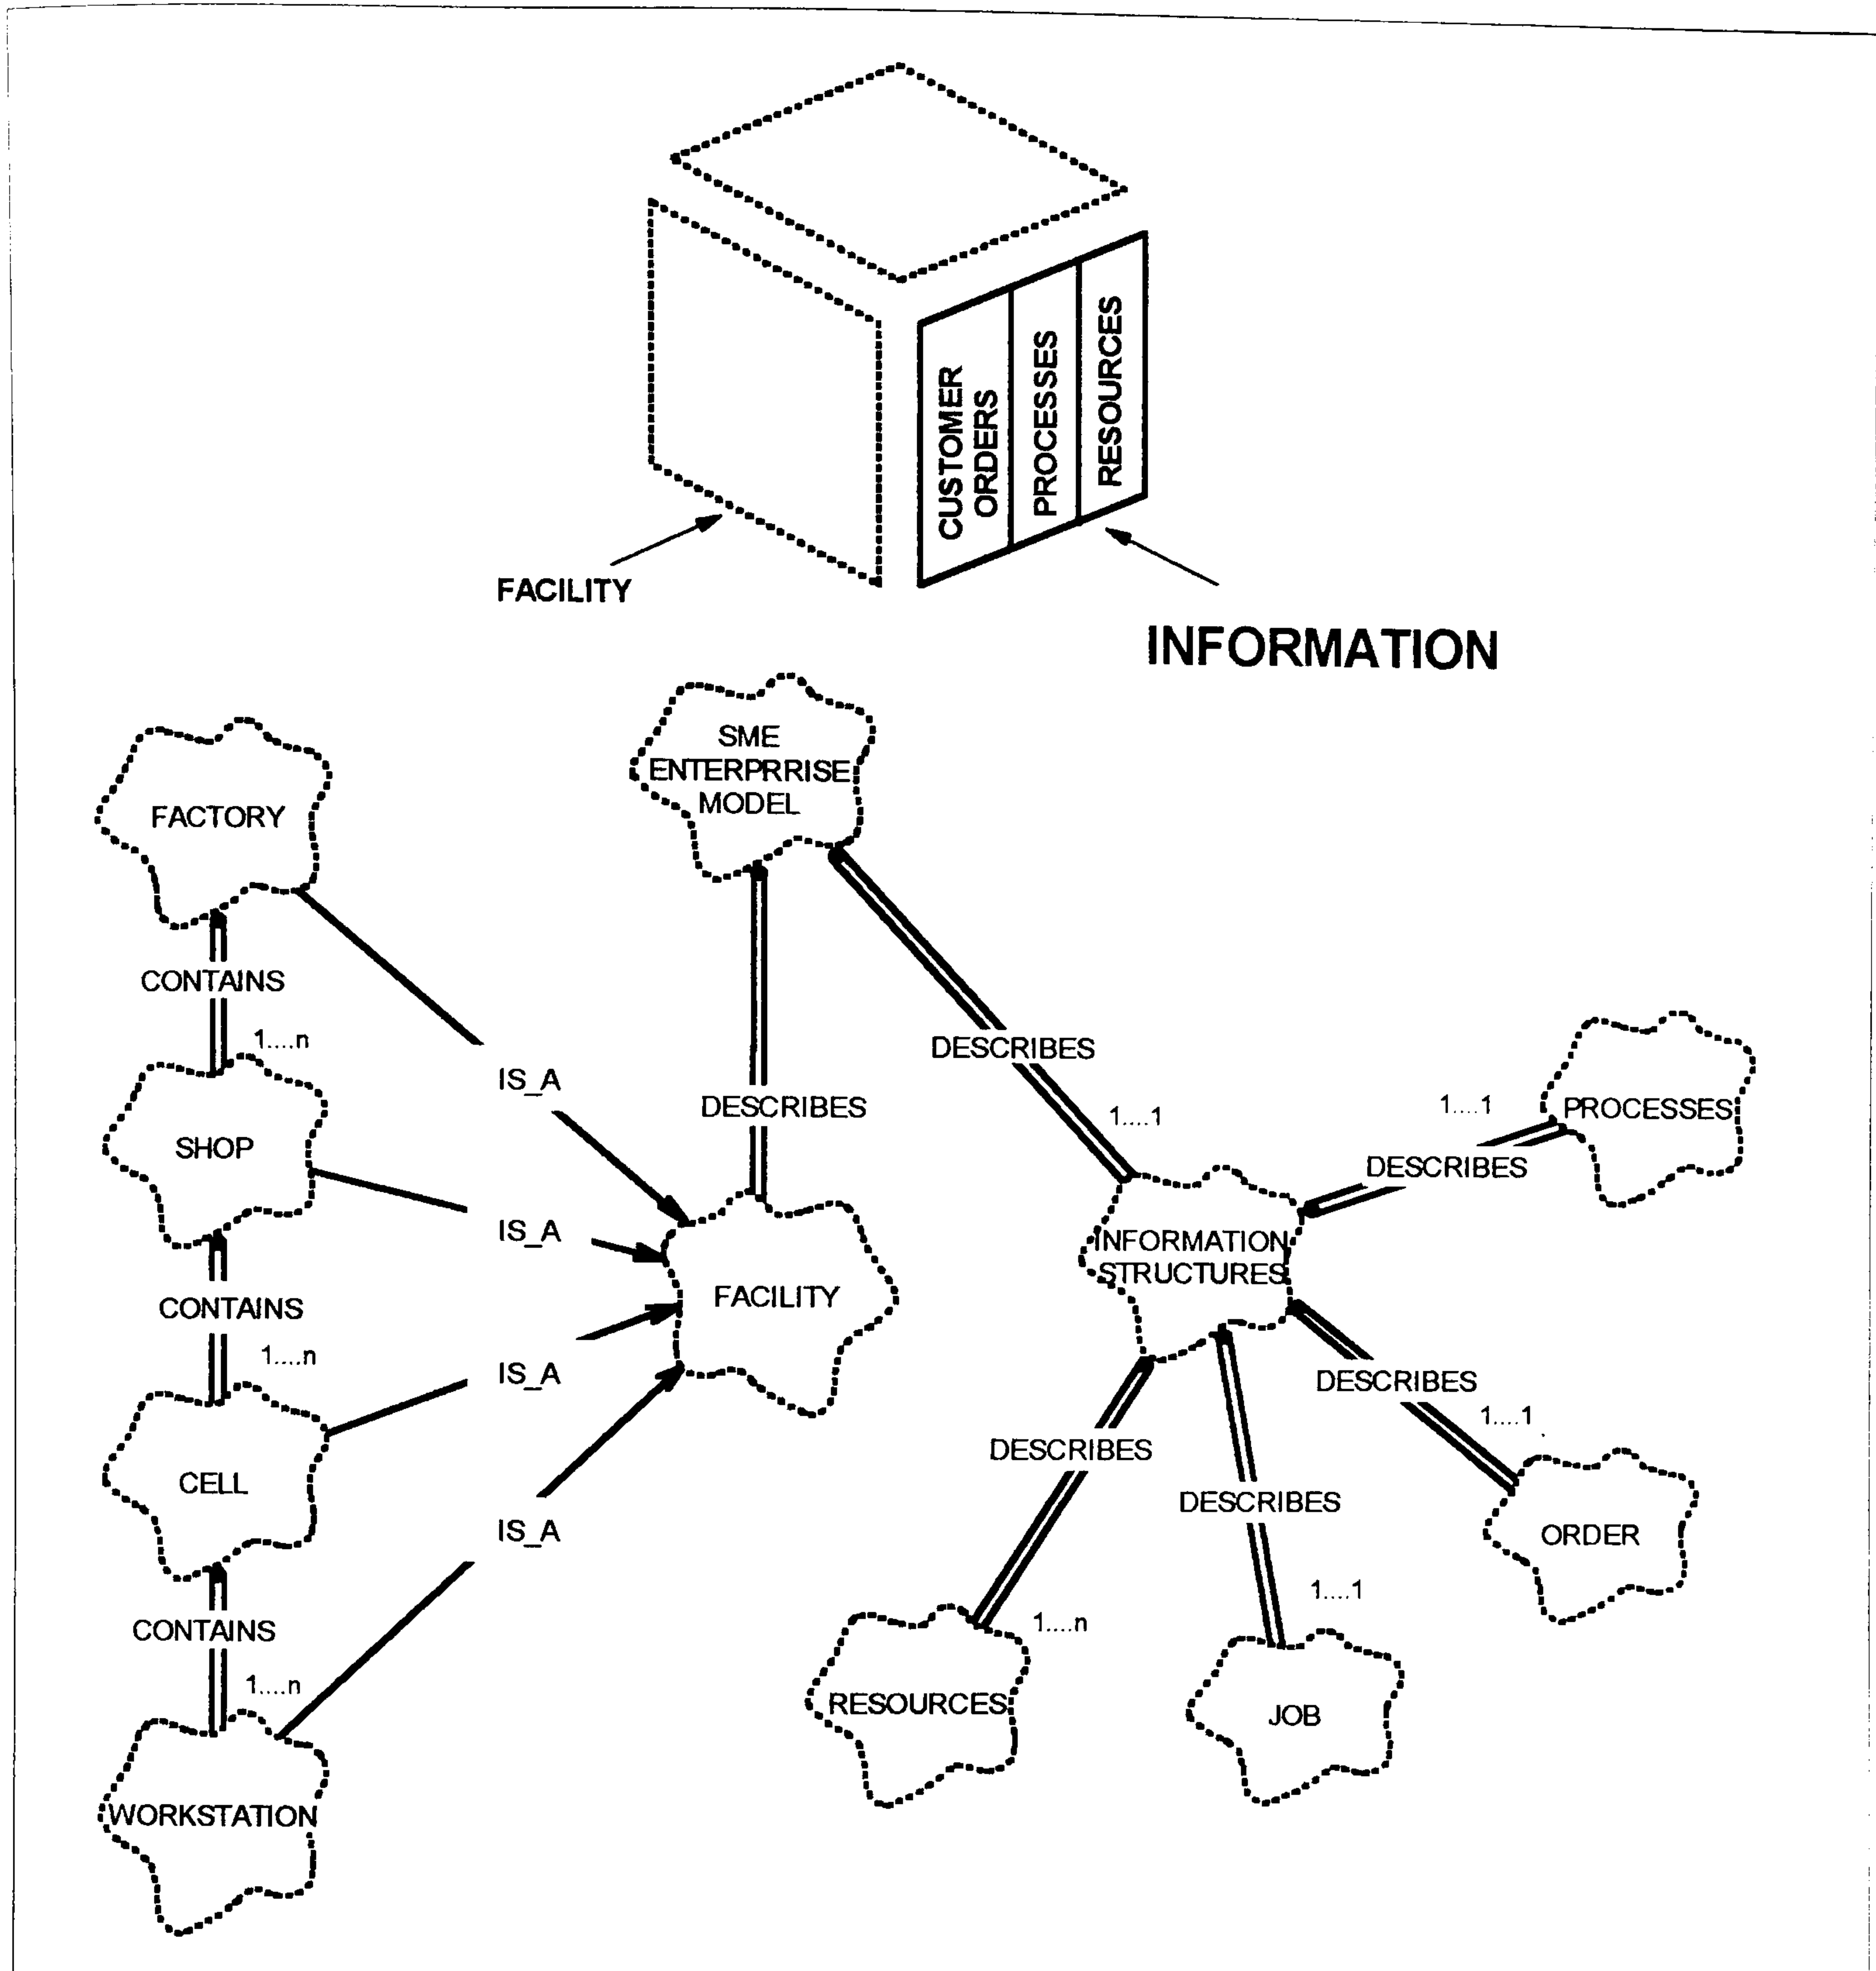 CUSTOMER
ORDERS
PROCESSES
RESOURCES
FACILITY
INFORMATION
SME
ENTERPRRISE
MODEL
FACTORY
CONTAINS
1....n
SHOP
CONTAINS
1....n
CELL
CONTAINS
1....n
WORKSTATION
IS_A
IS_A
IS_A
IS_A
DESCRIBES
FACILITY
DESCRIBES
1....1
INFORMATION
STRUCTURES
1....1
DESCRIBES
PROCESSES
DESCRIBES
1....1
ORDER
DESCRIBES
1....1
JOB
DESCRIBES
1....n
RESOURCES